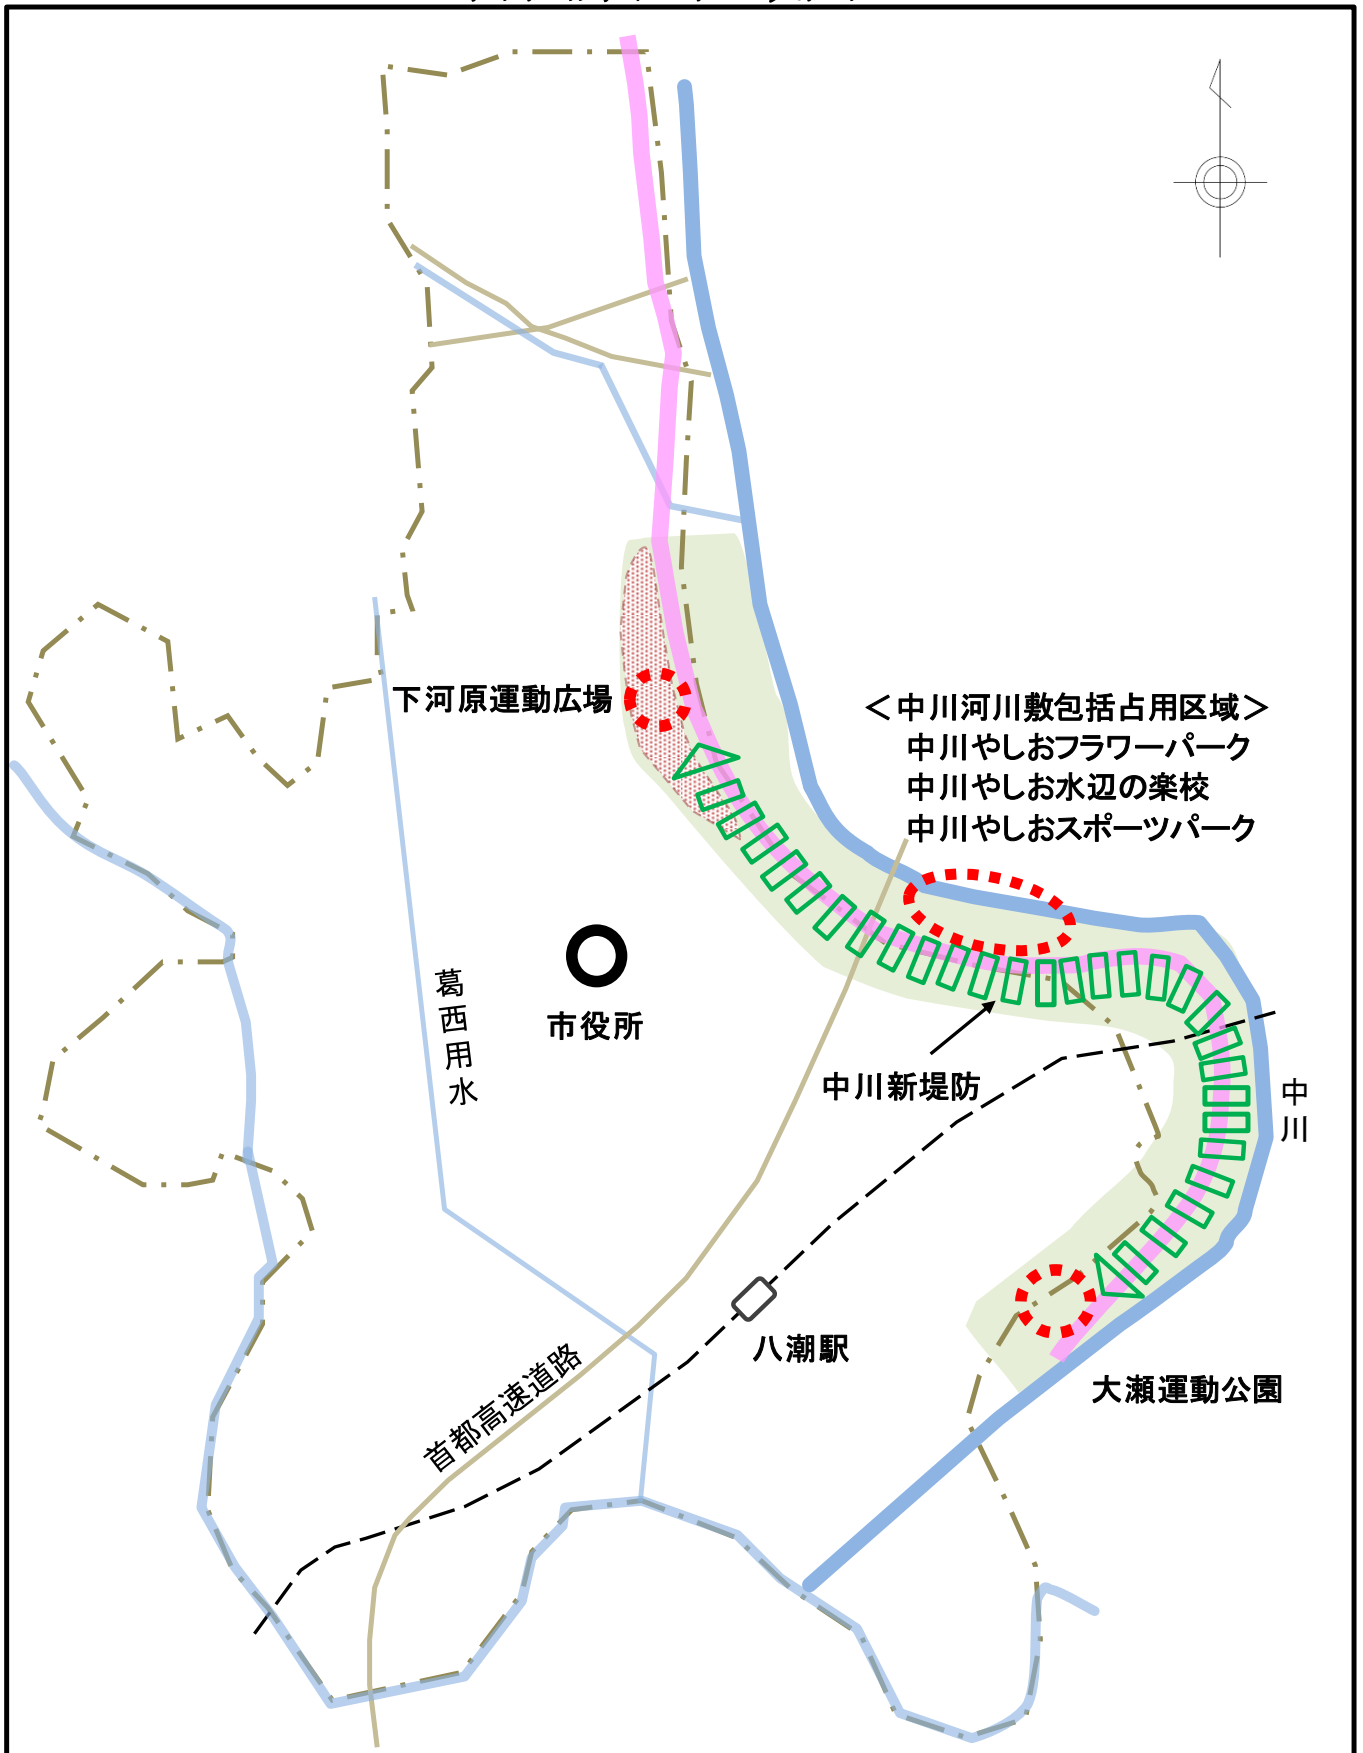 下河原運動広場
＜中川河川敷包括占用区域＞
中川やしおフラワーパーク
中川やしお水辺の楽校
中川やしおスポーツパーク
葛西用水
市役所
中川新堤防
中川
八潮駅
首都高速道路
大瀬運動公園